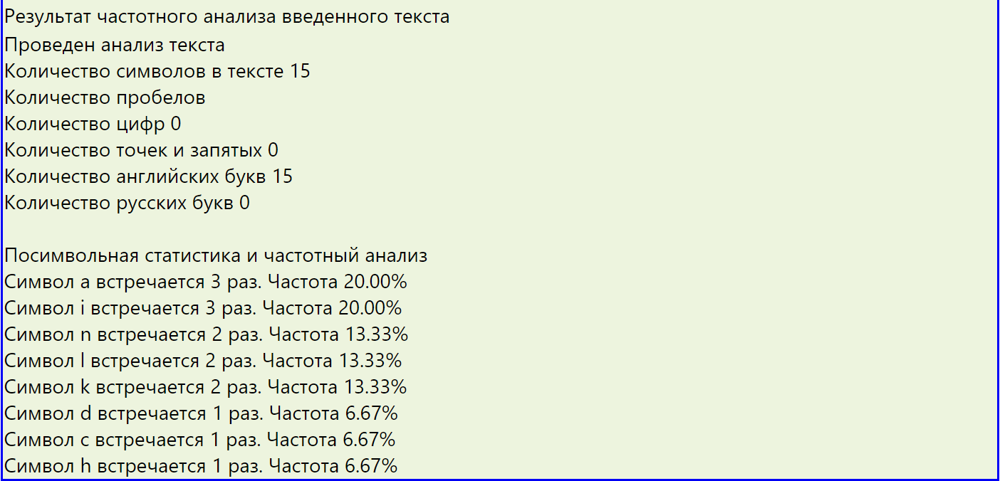 Результат частотного анализа введенного текста
Проведен анализ текста
Количество символов в тексте 15
Количество пробелов
Количество цифр 0
Количество точек и запятых 0
Количество английских букв 15
Количество русских букв 0
Посимвольная статистика и частотный анализ
Символ a встречается 3 раз. Частота 20.00%
Символ i встречается 3 раз. Частота 20.00%
Символ n встречается 2 раз. Частота 13.33%
Символ l встречается 2 раз. Частота 13.33%
Символ k встречается 2 раз. Частота 13.33%
Символ d встречается 1 раз. Частота 6.67%
Символ c встречается 1 раз. Частота 6.67%
Символ h встречается 1 раз. Частота 6.67%